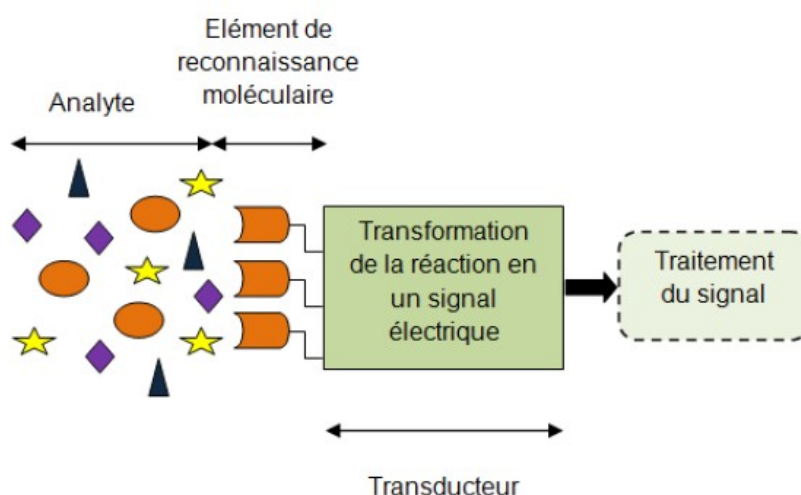 Elément de
reconnaissance
moléculaire
Analyte
Transformation
de la réaction en
un signal
électrique
Traitement
du signal
Transducteur